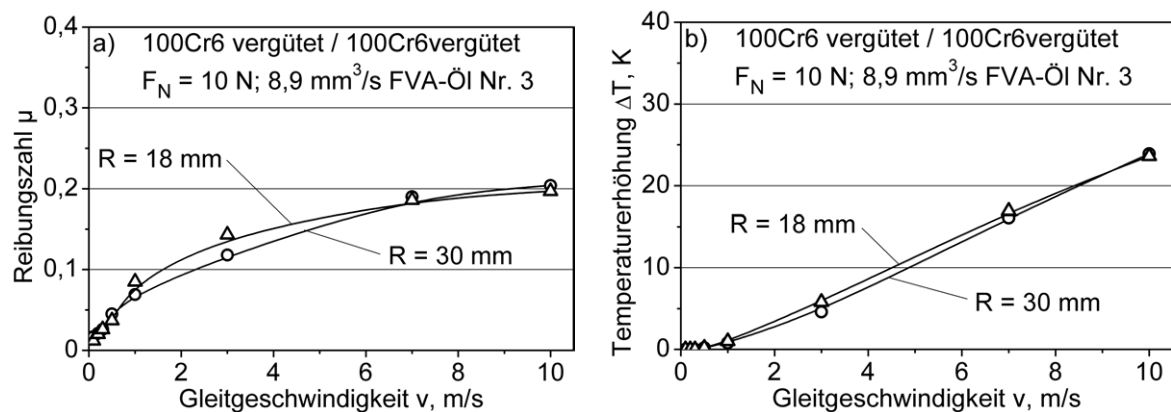 a) 100Cr6 vergütet / 100Cr6vergütet
F_N = 10 N; 8,9 mm³/s FVA-Öl Nr. 3
R = 18 mm
R = 30 mm
Reibungszahl µ
0,4
0,3
0,2
0,1
0
0 2 4 6 8 10
Gleitgeschwindigkeit v, m/s
b) 100Cr6 vergütet / 100Cr6vergütet
F_N = 10 N; 8,9 mm³/s FVA-Öl Nr. 3
R = 18 mm
R = 30 mm
Temperaturerhöhung ΔT, K
40
30
20
10
0
0 2 4 6 8 10
Gleitgeschwindigkeit v, m/s